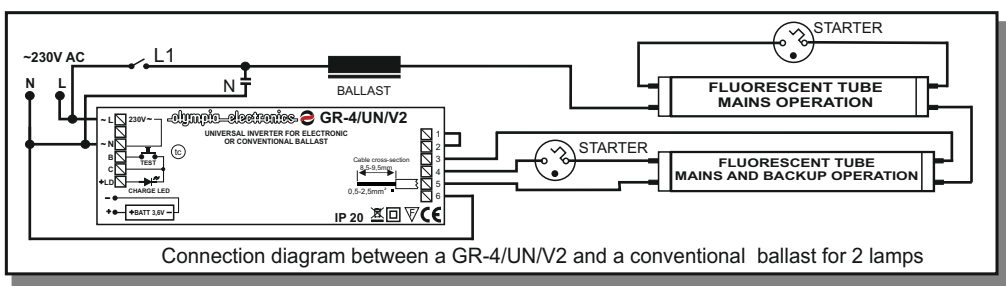 ~230V AC
N
L
L1
N
BALLAST
STARTER
FLUORESCENT TUBE
MAINS OPERATION
STARTER
FLUORESCENT TUBE
MAINS AND BACKUP OPERATION
olympia electronics GR-4/UN/V2
UNIVERSAL INVERTER FOR ELECTRONIC
OR CONVENTIONAL BALLAST
~ L
230V~
~ N
B
TEST
C
+LD
CHARGE LED
tc
- 
+
+BATT 3,6V -
Cable cross-section
8,5-9,5mm
0,5-2,5mm²
1
2
3
4
5
6
IP 20
F
CE
Connection diagram between a GR-4/UN/V2 and a conventional ballast for 2 lamps